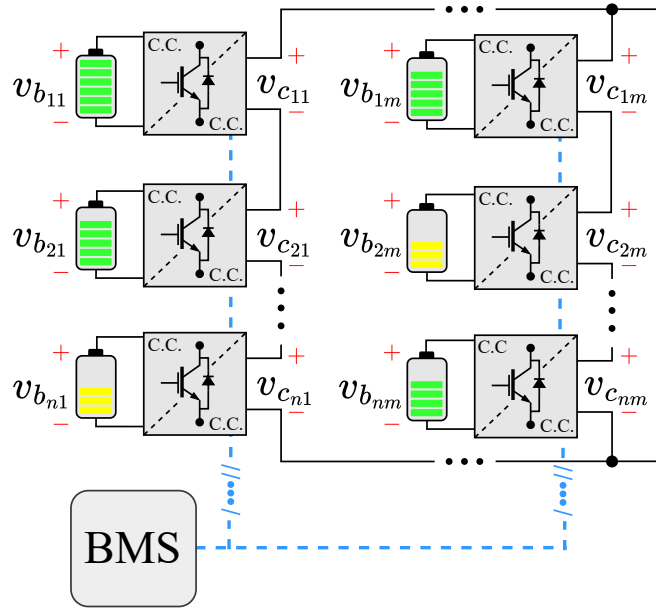 C.C.
C.C.
+
+
v_{b_{11}}
v_{c_{11}}
−
−
C.C.
C.C.
+
+
v_{b_{1m}}
v_{c_{1m}}
−
−
C.C.
C.C.
+
+
v_{b_{21}}
v_{c_{21}}
−
−
C.C.
C.C.
+
+
v_{b_{2m}}
v_{c_{2m}}
−
−
C.C.
C.C.
+
+
v_{b_{n1}}
v_{c_{n1}}
−
−
C.C
C.C.
+
+
v_{b_{nm}}
v_{c_{nm}}
−
−
BMS